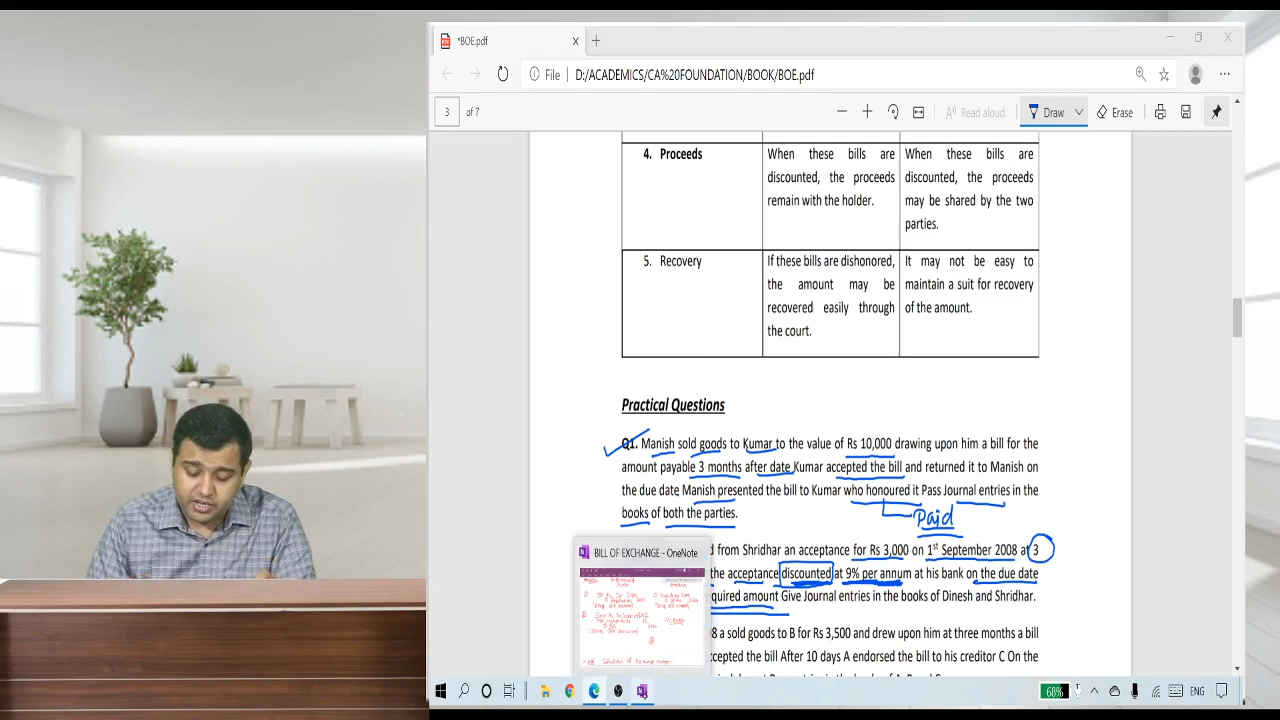 *BOE.pdf
File | D:/ACADEMICS/CA%20FOUNDATION/BOOK/BOE.pdf
3 of 7
Read aloud
Draw
Erase
4. Proceeds
When these bills are discounted, the proceeds remain with the holder.
When these bills are discounted, the proceeds may be shared by the two parties.
5. Recovery
If these bills are dishonored, the amount may be recovered easily through the court.
It may not be easy to maintain a suit for recovery of the amount.
Practical Questions
Q1. Manish sold goods to Kumar to the value of Rs 10,000 drawing upon him a bill for the
amount payable 3 months after date Kumar accepted the bill and returned it to Manish on
the due date Manish presented the bill to Kumar who honoured it Pass Journal entries in the
books of both the parties.
Paid
BILL OF EXCHANGE - OneNote
from Shridhar an acceptance for Rs 3,000 on 1st September 2008 at 3
the acceptance discounted at 9% per annum at his bank on the due date
quired amount Give Journal entries in the books of Dinesh and Shridhar.
8 a sold goods to B for Rs 3,500 and drew upon him at three months a bill
cepted the bill After 10 days A endorsed the bill to his creditor C On the
68%
ENG